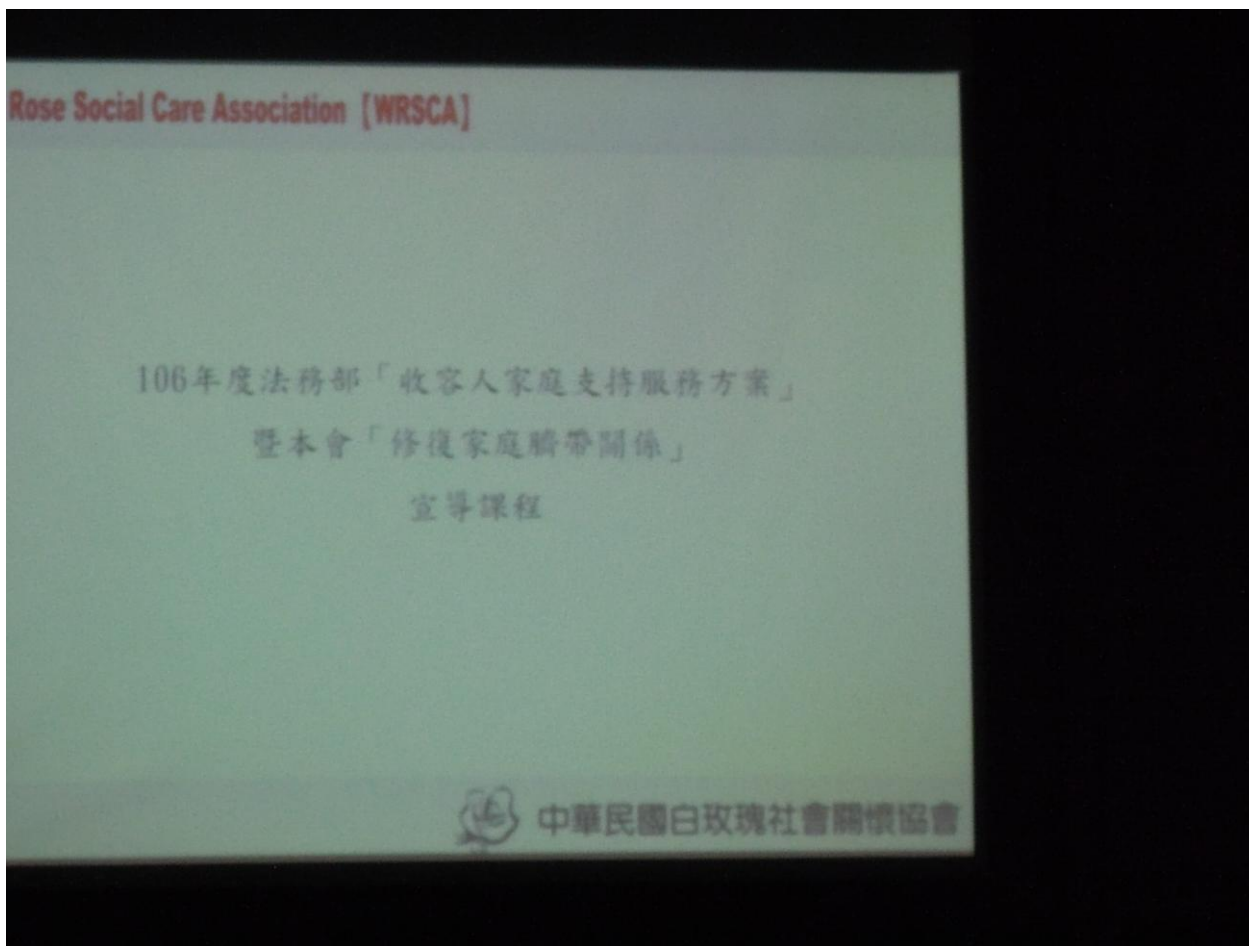 Rose Social Care Association【WRSCA】
106年度法務部「收容人家庭支持服務方案」
暨本會「修復家庭臍帶關係」
宣導課程
中華民國白玫瑰社會關懷協會